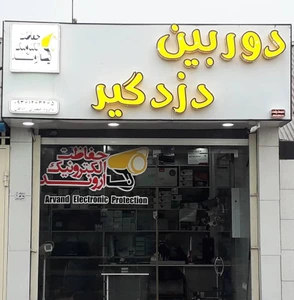 دوربین
دزدگیر
حفاظت
الکترونیک
اروند
Arvand Electronic Protection